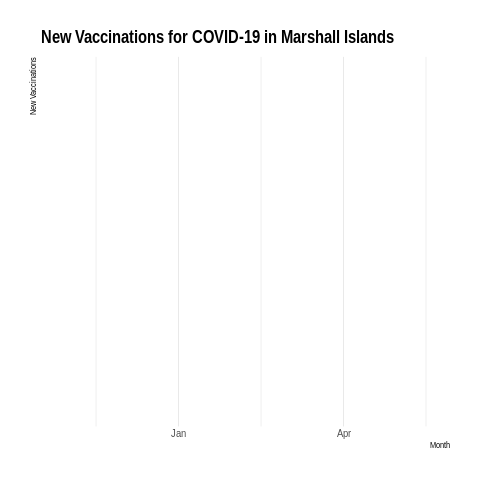 New Vaccinations for COVID-19 in Marshall Islands
New Vaccinations
Jan
Apr
Month